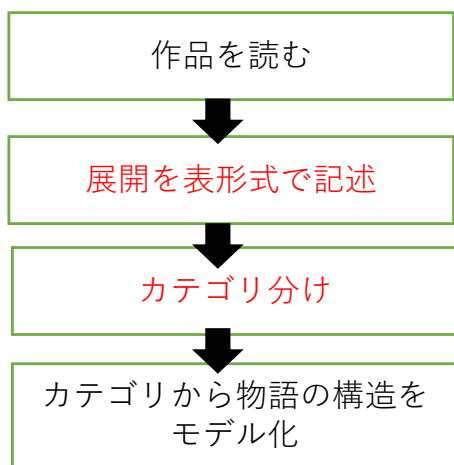 作品を読む
展開を表形式で記述
カテゴリ分け
カテゴリから物語の構造を
モデル化